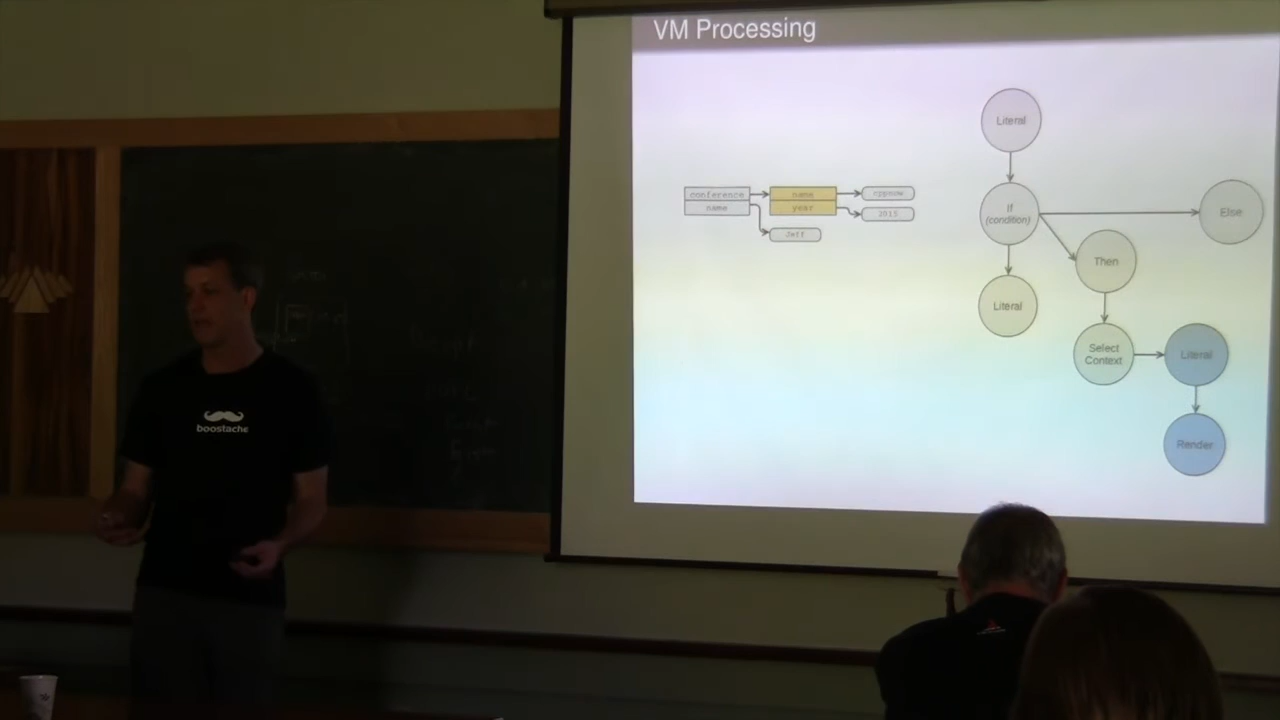 VM Processing
Literal
conference
name
cppnow
name
year
2015
Jeff
If
(condition)
Else
Then
Literal
Select
Context
Literal
Render
boostache